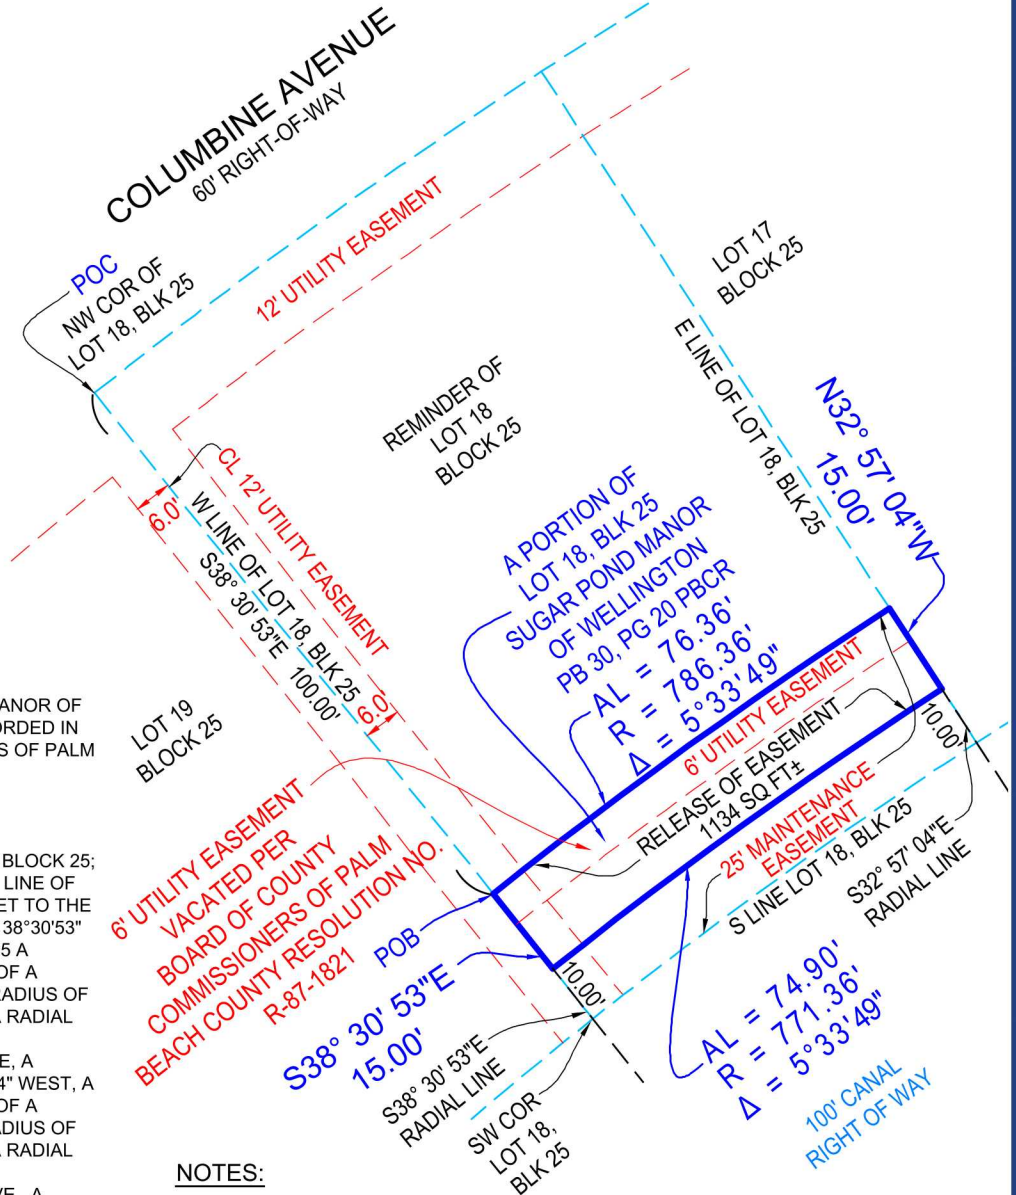 COLUMBINE AVENUE
60' RIGHT-OF-WAY
POC
NW COR OF
LOT 18, BLK 25
12' UTILITY EASEMENT
LOT 17
BLOCK 25
REMINDER OF
LOT 18
BLOCK 25
E LINE OF LOT 18, BLK 25
N32° 57' 04"W
15.00'
CL 12' UTILITY EASEMENT
6.0'
W LINE OF LOT 18, BLK 25
S38° 30' 53"E 100.00'
6.0'
A PORTION OF
LOT 18, BLK 25
SUGAR POND MANOR
OF WELLINGTON
PB 30, PG 20 PBCR
AL = 76.36'
R = 786.36'
Δ = 5°33'49"
LOT 19
BLOCK 25
ANOR OF
ORDED IN
S OF PALM
6' UTILITY EASEMENT
RELEASE OF EASEMENT
1134 SQ FT±
10.00'
25' MAINTENANCE
EASEMENT
S LINE LOT 18, BLK 25
S32° 57' 04"E
RADIAL LINE
6' UTILITY EASEMENT
VACATED PER
BOARD OF COUNTY
COMMISSIONERS OF PALM
BEACH COUNTY RESOLUTION NO.
R-87-1821
BLOCK 25;
LINE OF
ET TO THE
38°30'53"
5 A
OF A
RADIUS OF
A RADIAL
E, A
4" WEST, A
OF A
DIUS OF
A RADIAL
VE, A
POB
S38° 30' 53"E
15.00'
10.00'
S38° 30' 53"E
RADIAL LINE
SW COR
LOT 18,
BLK 25
AL = 74.90'
R = 771.36'
Δ = 5°33'49"
100' CANAL
RIGHT OF WAY
NOTES: